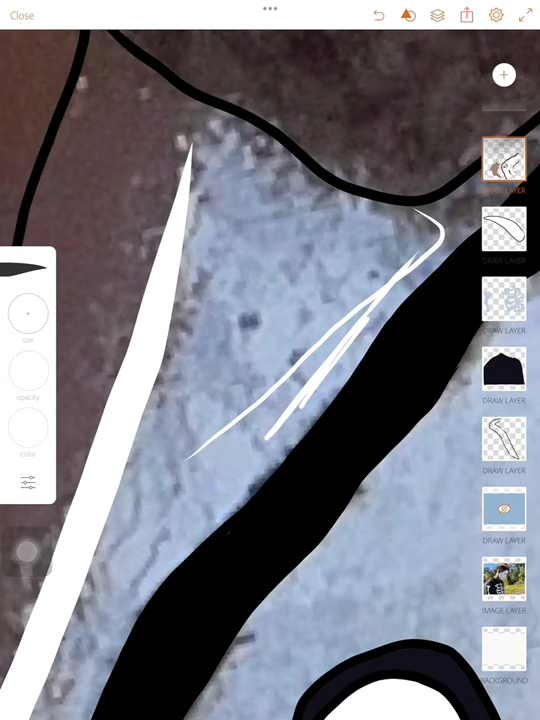 Close
DRAW LAYER
DRAW LAYER
DRAW LAYER
size
DRAW LAYER
opacity
color
DRAW LAYER
DRAW LAYER
IMAGE LAYER
BACKGROUND